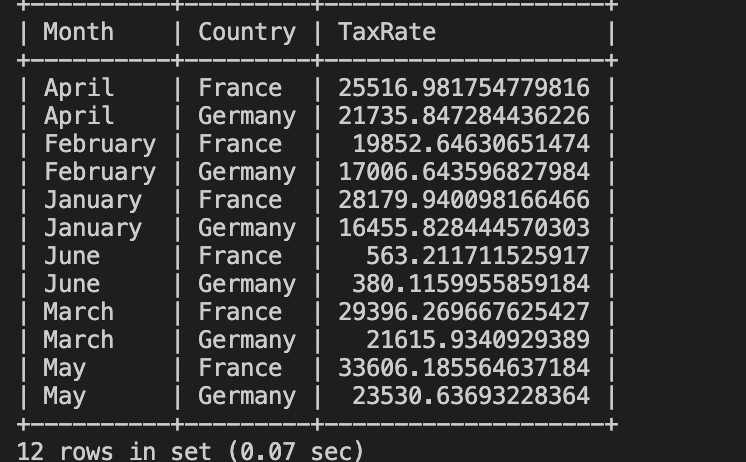 +----------+---------+--------------------+
| Month    | Country | TaxRate            |
+----------+---------+--------------------+
| April    | France  | 25516.981754779816 |
| April    | Germany | 21735.847284436226 |
| February | France  |  19852.64630651474 |
| February | Germany | 17006.643596827984 |
| January  | France  | 28179.940098166466 |
| January  | Germany | 16455.828444570303 |
| June     | France  |   563.211711525917 |
| June     | Germany |  380.1159955859184 |
| March    | France  | 29396.269667625427 |
| March    | Germany |   21615.9340929389 |
| May      | France  | 33606.185564637184 |
| May      | Germany |  23530.63693228364 |
+----------+---------+--------------------+
12 rows in set (0.07 sec)